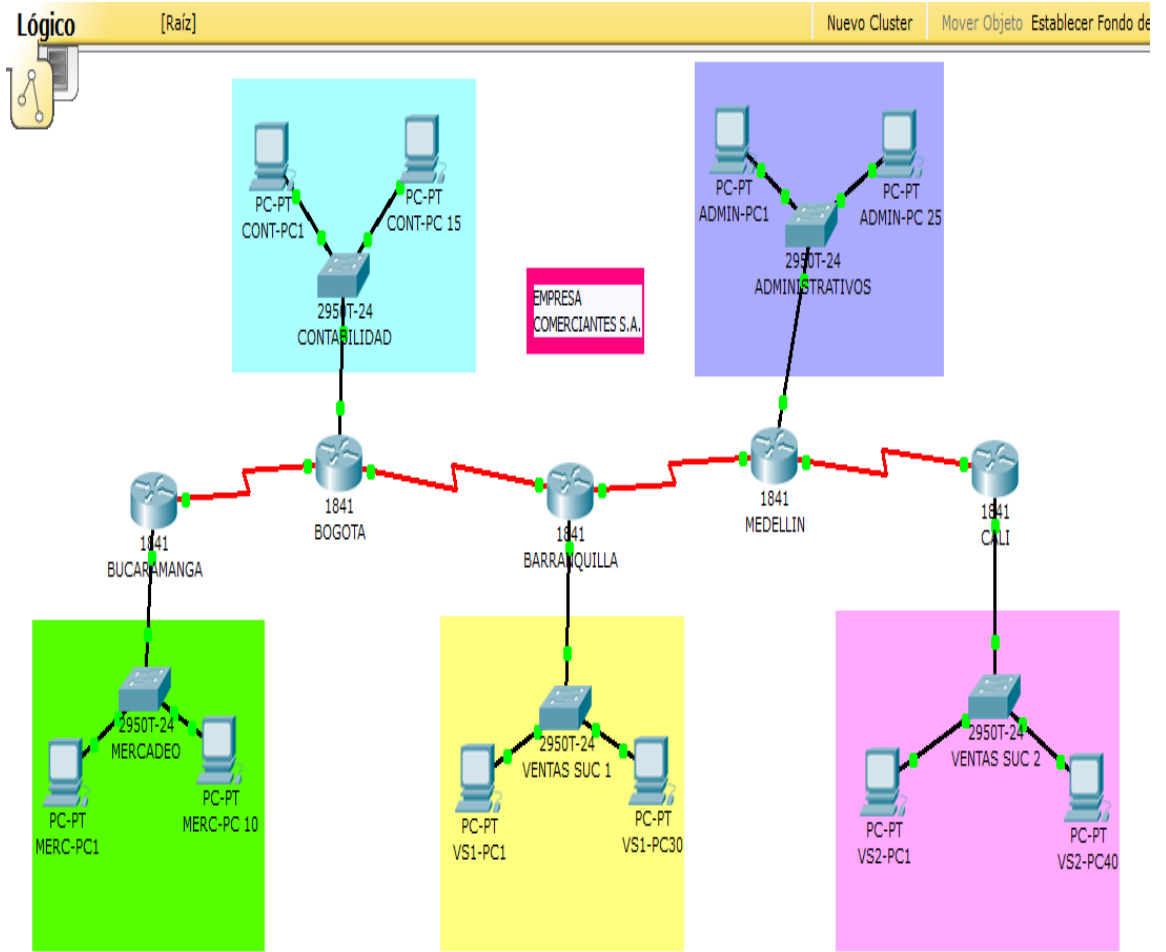 Lógico
[Raíz]
Nuevo Cluster
Mover Objeto
Establecer Fondo de
PC-PT
CONT-PC1
PC-PT
CONT-PC 15
2950T-24
CONTABILIDAD
PC-PT
ADMIN-PC1
PC-PT
ADMIN-PC 25
2950T-24
ADMINISTRATIVOS
EMPRESA
COMERCIANTES S.A.
1841
BUCARAMANGA
1841
BOGOTA
1841
BARRANQUILLA
1841
MEDELLIN
1841
CALI
2950T-24
MERCADEO
PC-PT
MERC-PC1
PC-PT
MERC-PC 10
2950T-24
VENTAS SUC 1
PC-PT
VS1-PC1
PC-PT
VS1-PC30
2950T-24
VENTAS SUC 2
PC-PT
VS2-PC1
PC-PT
VS2-PC40